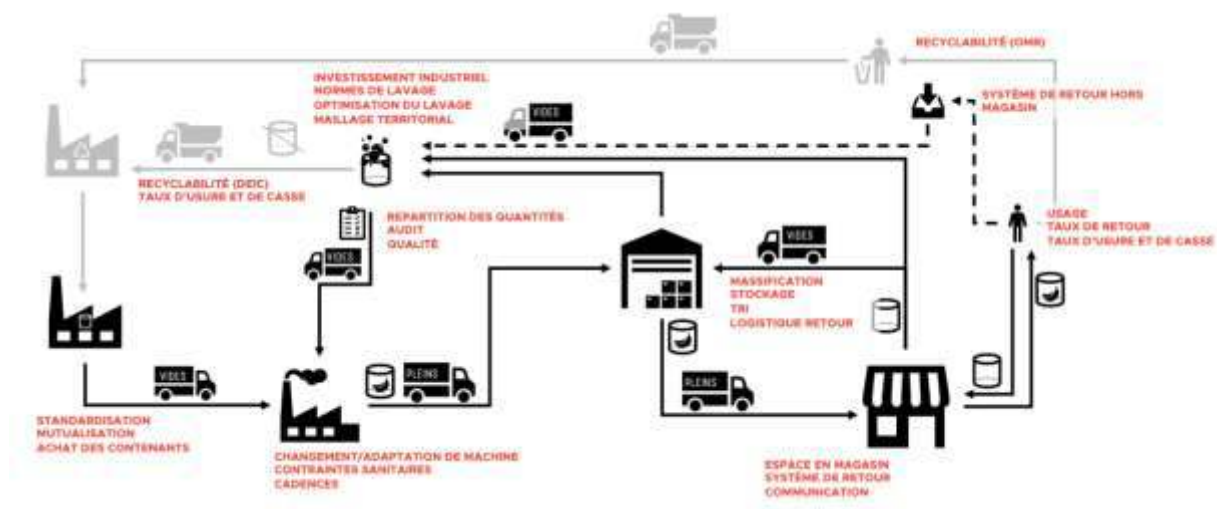 RECYCLABILITÉ (OMR)
INVESTISSEMENT INDUSTRIEL
NORMES DE LAVAGE
OPTIMISATION DU LAVAGE
MAILLAGE TERRITORIAL
SYSTÈME DE RETOUR HORS
MAGASIN
VIDES
RECYCLABILITÉ (DEIC)
TAUX D'USURE ET DE CASSE
REPARTITION DES QUANTITÉS
AUDIT
QUALITÉ
USAGE
TAUX DE RETOUR
TAUX D'USURE ET DE CASSE
VIDES
VIDES
MASSIFICATION
STOCKAGE
TRI
LOGISTIQUE RETOUR
VIDES
PLEINS
PLEINS
STANDARDISATION
MUTUALISATION
ACHAT DES CONTENANTS
CHANGEMENT/ADAPTATION DE MACHINE
CONTRAINTES SANITAIRES
CADENCES
ESPACE EN MAGASIN
SYSTÈME DE RETOUR
COMMUNICATION